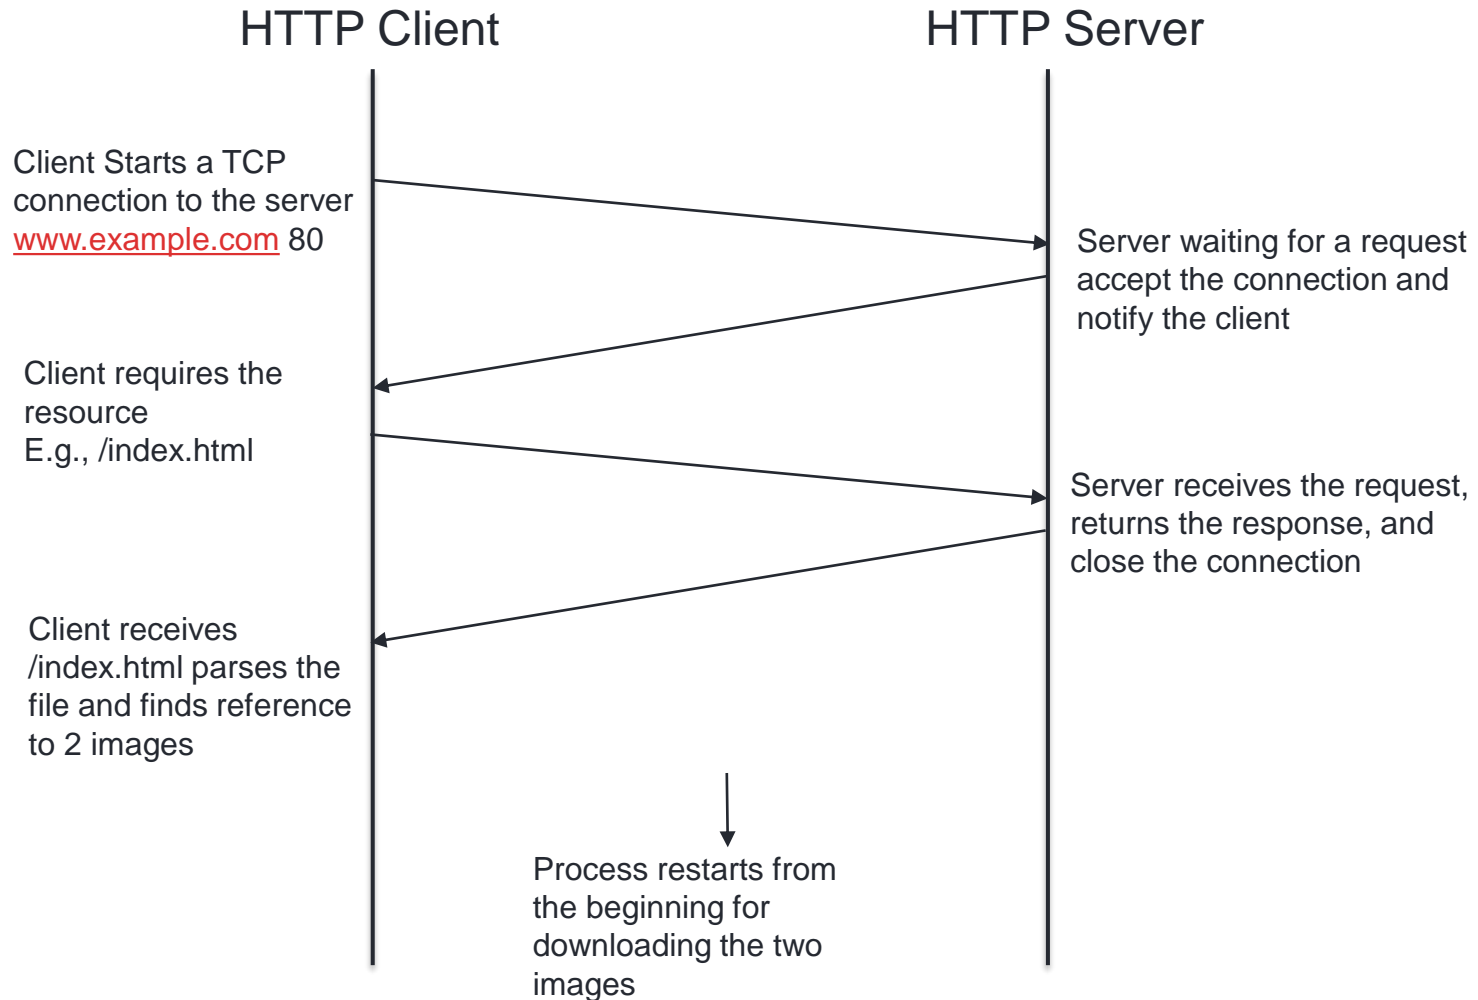 HTTP Client
HTTP Server
Client Starts a TCP
connection to the server
www.example.com 80
Server waiting for a request
accept the connection and
notify the client
Client requires the
resource
E.g., /index.html
Server receives the request,
returns the response, and
close the connection
Client receives
/index.html parses the
file and finds reference
to 2 images
Process restarts from
the beginning for
downloading the two
images